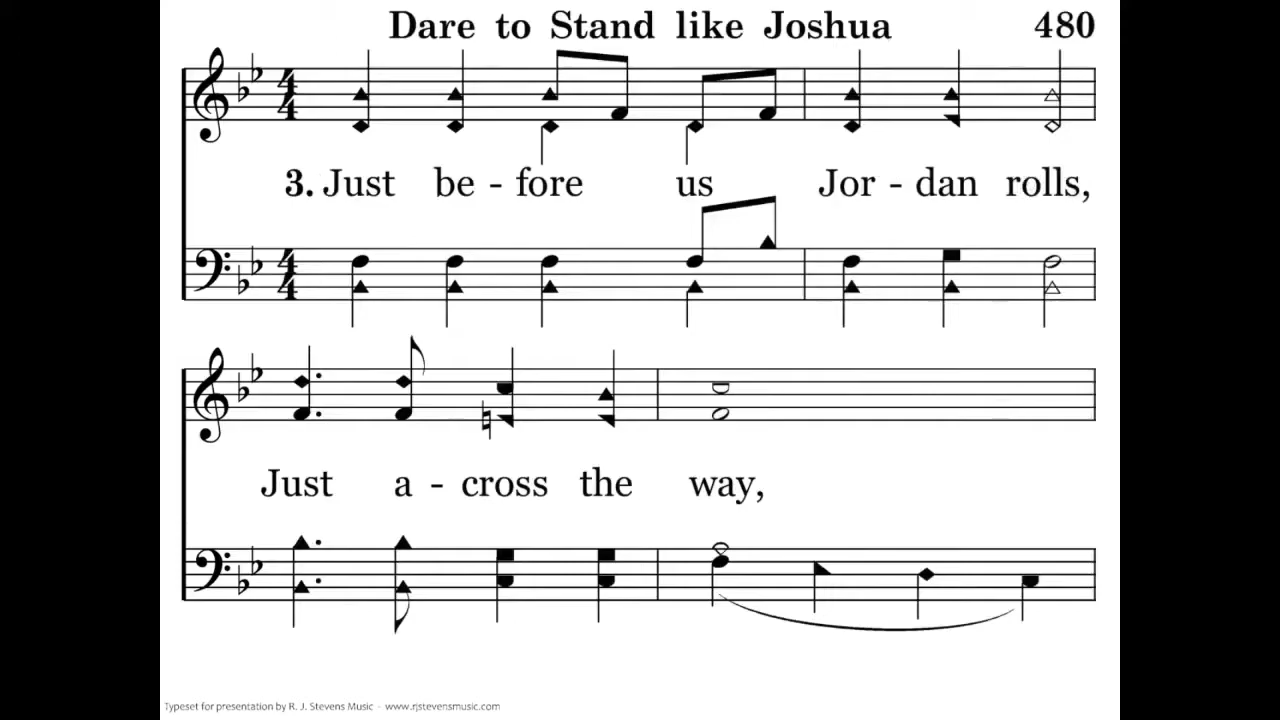 Dare to Stand like Joshua 480
3. Just be - fore us Jor - dan rolls,
Just a - cross the way,
Typeset for presentation by R. J. Stevens Music - www.rjstevensmusic.com